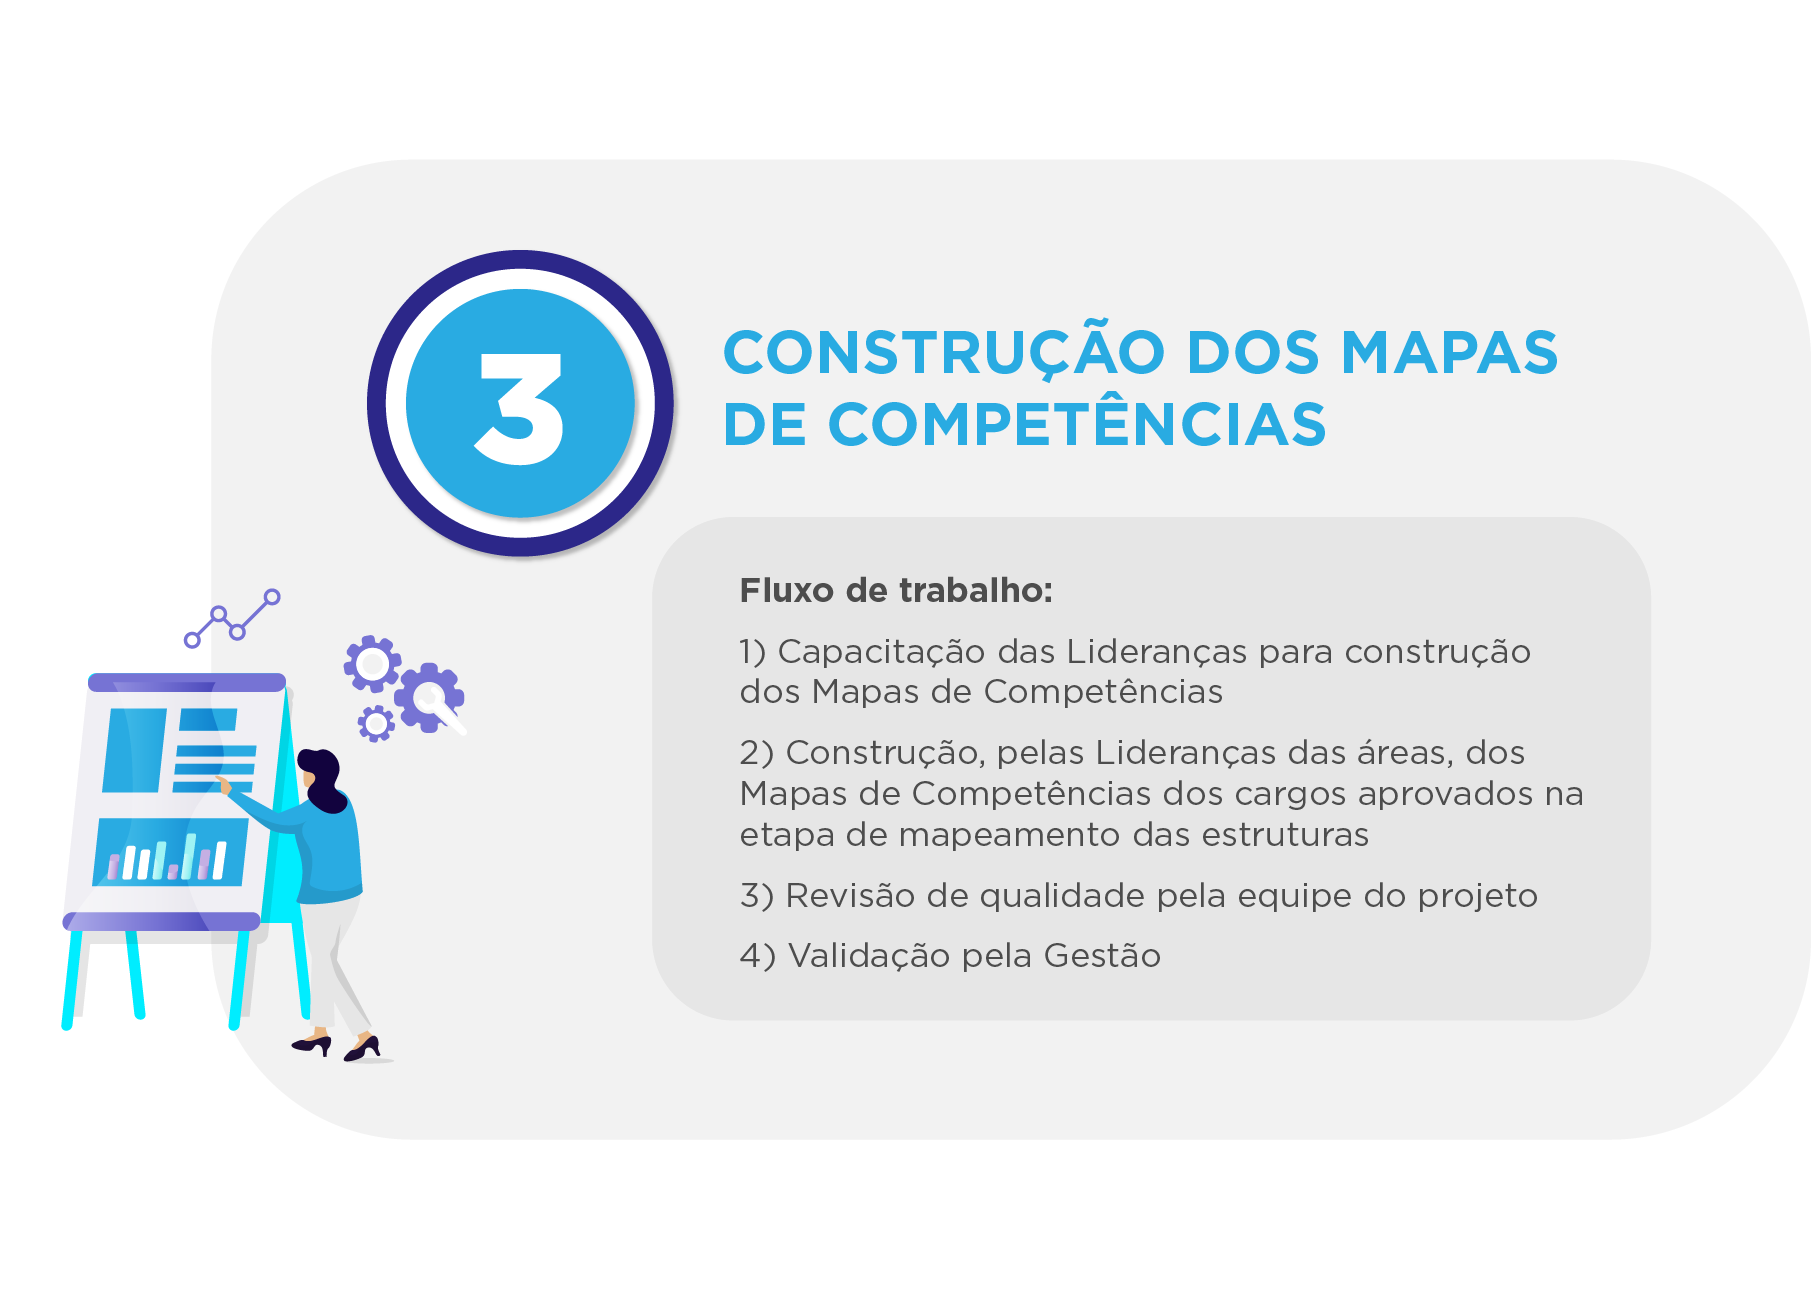 3
CONSTRUÇÃO DOS MAPAS
DE COMPETÊNCIAS
Fluxo de trabalho:
1) Capacitação das Lideranças para construção
dos Mapas de Competências
2) Construção, pelas Lideranças das áreas, dos
Mapas de Competências dos cargos aprovados na
etapa de mapeamento das estruturas
3) Revisão de qualidade pela equipe do projeto
4) Validação pela Gestão